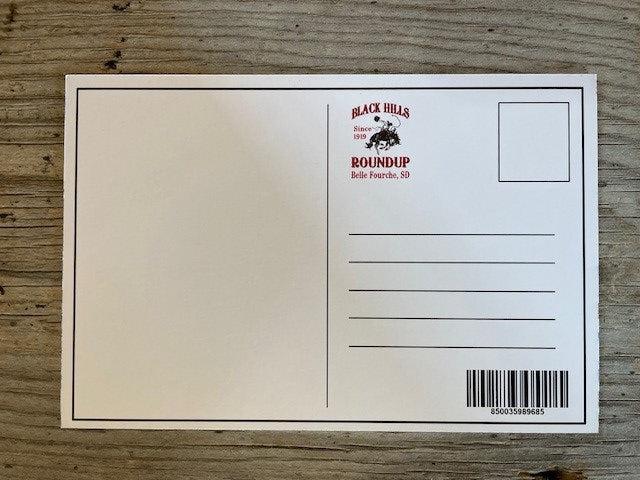 BLACK HILLS
Since
1919
ROUNDUP
Belle Fourche, SD
850035989685